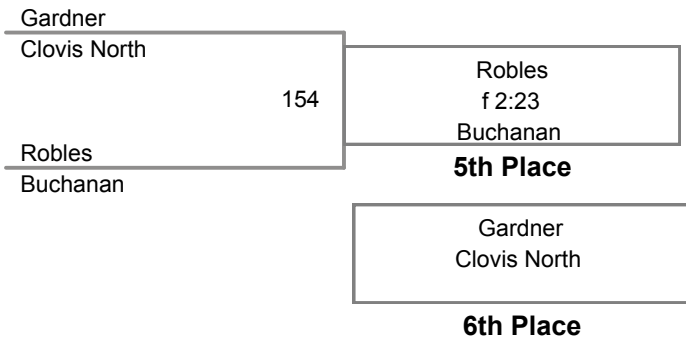 Gardner
Clovis North
154
Robles
Buchanan
Robles
f 2:23
Buchanan
5th Place
Gardner
Clovis North
6th Place